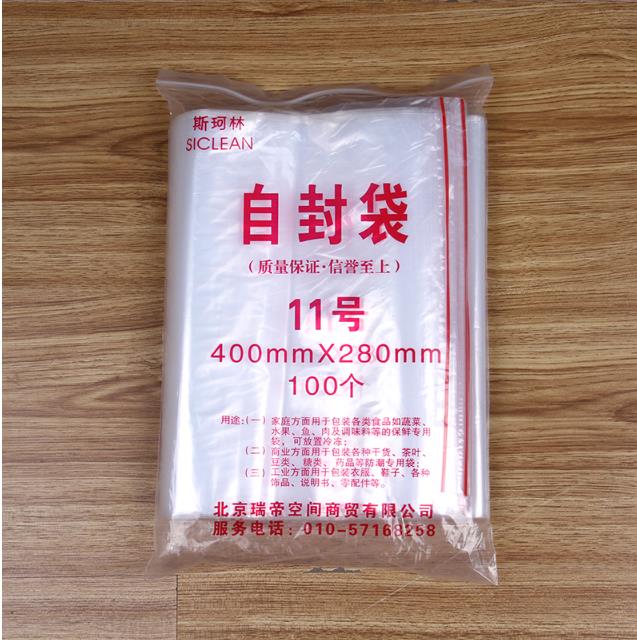 斯珂林
SICLEAN
自封袋
（质量保证·信誉至上）
11号
400mmX280mm
100个
用途:（一）家庭方面用于包装各类食品如蔬菜、
水果、鱼、肉及调味料等的保鲜专用
袋，可放置冷冻;
（二）商业方面用于包装各种干货、茶叶、
豆类、糖类、药品等防潮专用袋;
（三）工业方面用于包装衣服、鞋子、各种
饰品、说明书、零配件等。
北京瑞帝空间商贸有限公司
服务电话：010-57168258